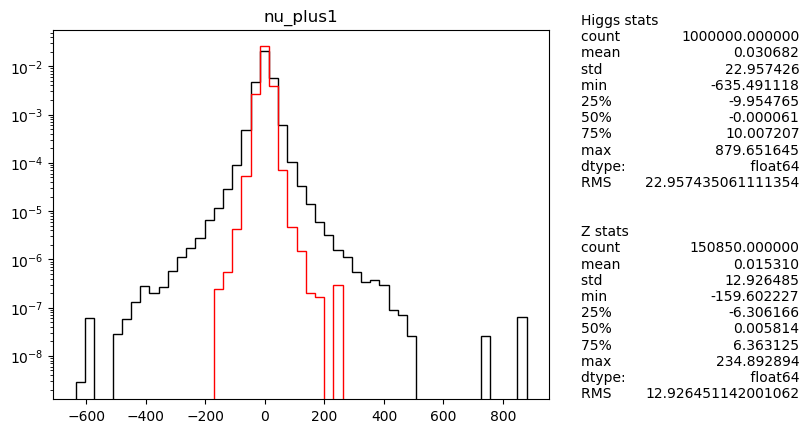 nu_plus1
10⁻²
10⁻³
10⁻⁴
10⁻⁵
10⁻⁶
10⁻⁷
10⁻⁸
−600 −400 −200 0 200 400 600 800
Higgs stats
count 1000000.000000
mean 0.030682
std 22.957426
min -635.491118
25% -9.954765
50% -0.000061
75% 10.007207
max 879.651645
dtype: float64
RMS 22.957435061111354
Z stats
count 150850.000000
mean 0.015310
std 12.926485
min -159.602227
25% -6.306166
50% 0.005814
75% 6.363125
max 234.892894
dtype: float64
RMS 12.926451142001062